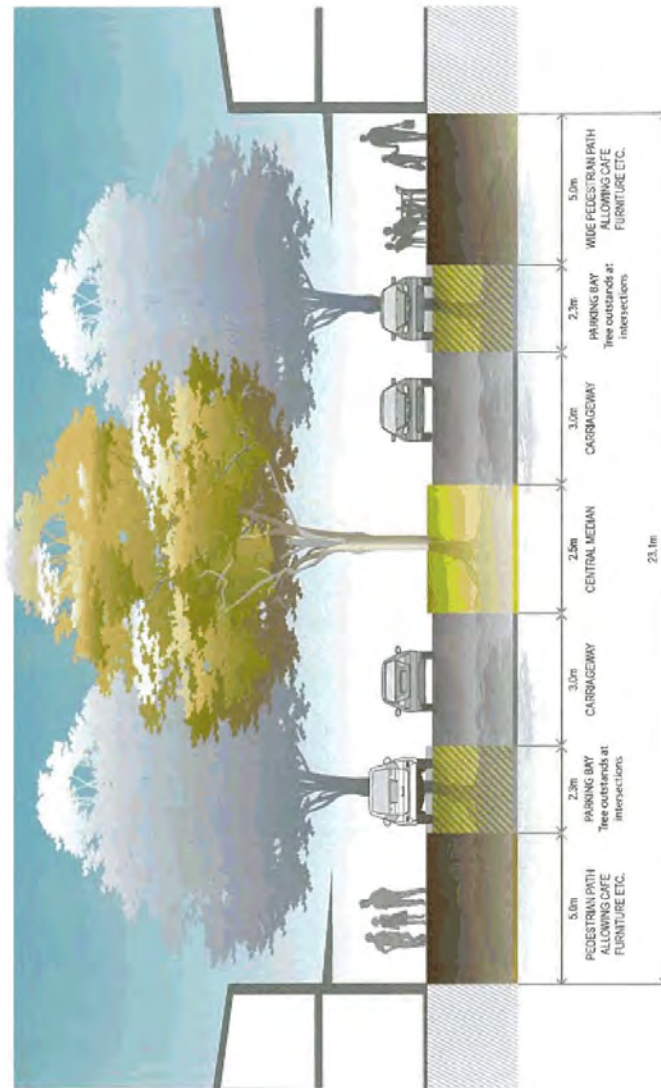 5.0m
PEDESTRIAN PATH
ALLOWING CAFE
FURNITURE ETC.
2.3m
PARKING BAY
Tree outstands at
intersections
3.0m
CARRIAGEWAY
2.5m
CENTRAL MEDIAN
3.0m
CARRIAGEWAY
2.3m
PARKING BAY
Tree outstands at
intersections
5.0m
WIDE PEDESTRIAN PATH
ALLOWING CAFE
FURNITURE ETC.
23.1m